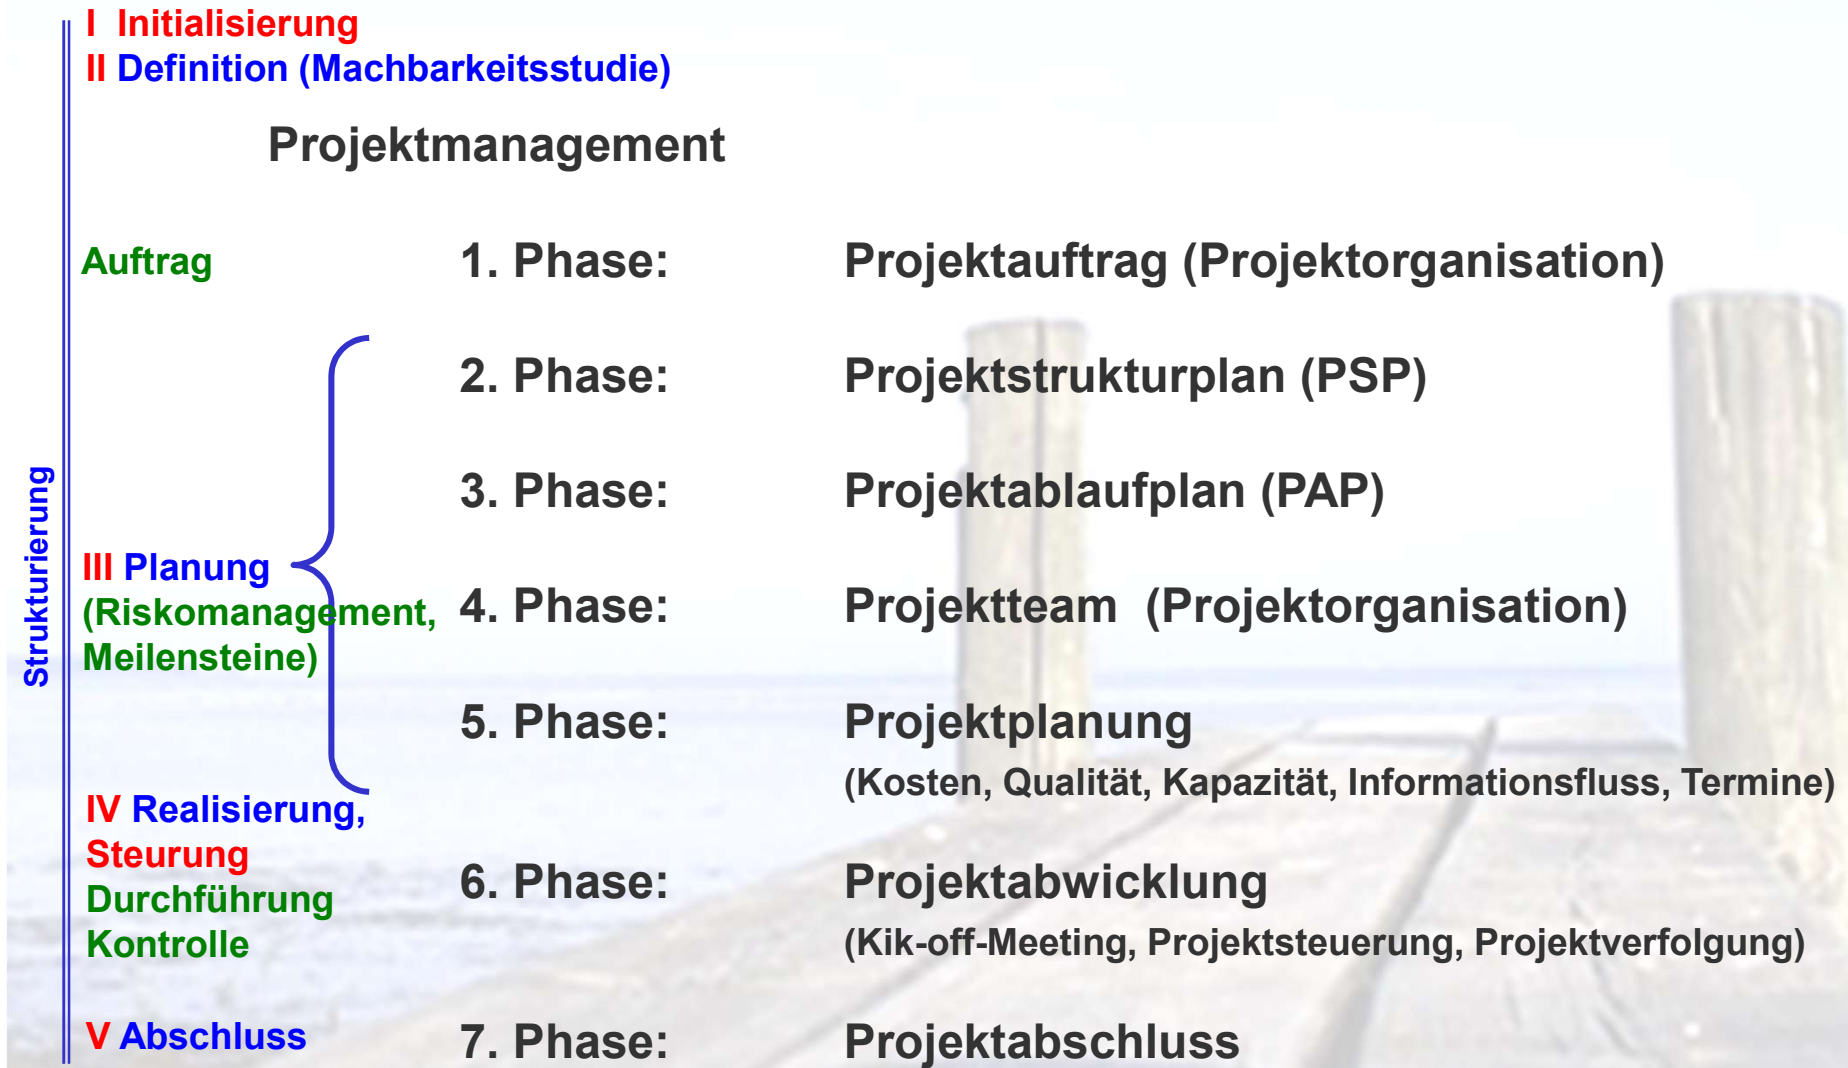 I Initialisierung
II Definition (Machbarkeitsstudie)
Projektmanagement
Strukturierung
Auftrag 1. Phase: Projektauftrag (Projektorganisation)
2. Phase: Projektstrukturplan (PSP)
3. Phase: Projektablaufplan (PAP)
III Planung
(Riskomanagement,
Meilensteine)
4. Phase: Projektteam (Projektorganisation)
5. Phase: Projektplanung
(Kosten, Qualität, Kapazität, Informationsfluss, Termine)
IV Realisierung,
Steurung
Durchführung
Kontrolle
6. Phase: Projektabwicklung
(Kik-off-Meeting, Projektsteuerung, Projektverfolgung)
V Abschluss 7. Phase: Projektabschluss